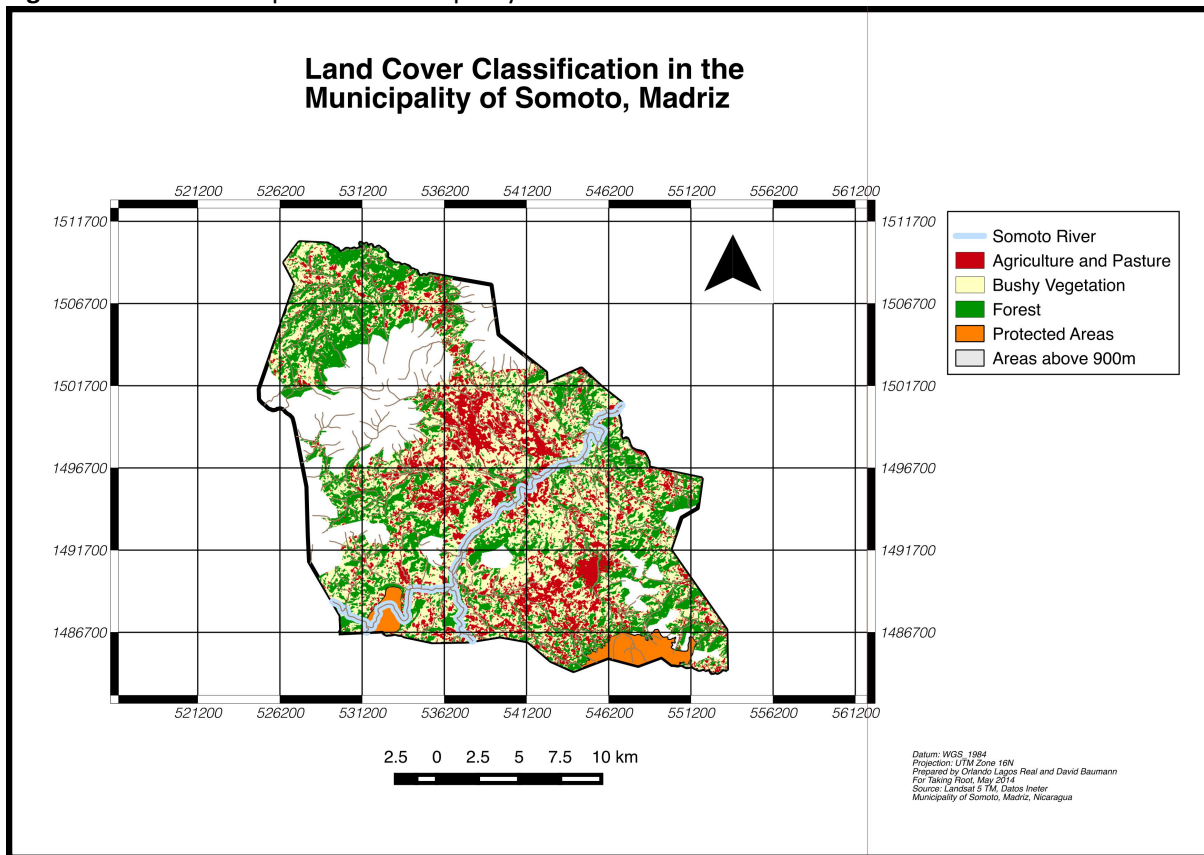 Land Cover Classification in the
Municipality of Somoto, Madriz
521200 526200 531200 536200 541200 546200 551200 556200 561200
1511700 1511700
1506700 1506700
1501700 1501700
1496700 1496700
1491700 1491700
1486700 1486700
521200 526200 531200 536200 541200 546200 551200 556200 561200
2.5 0 2.5 5 7.5 10 km
Somoto River
Agriculture and Pasture
Bushy Vegetation
Forest
Protected Areas
Areas above 900m
Datum: WGS_1984
Projection: UTM Zone 16N
Prepared by Orlando Lagos Real and David Baumann
For Taking Root, May 2014
Source: Landsat 5 TM, Datos Ineter
Municipality of Somoto, Madriz, Nicaragua